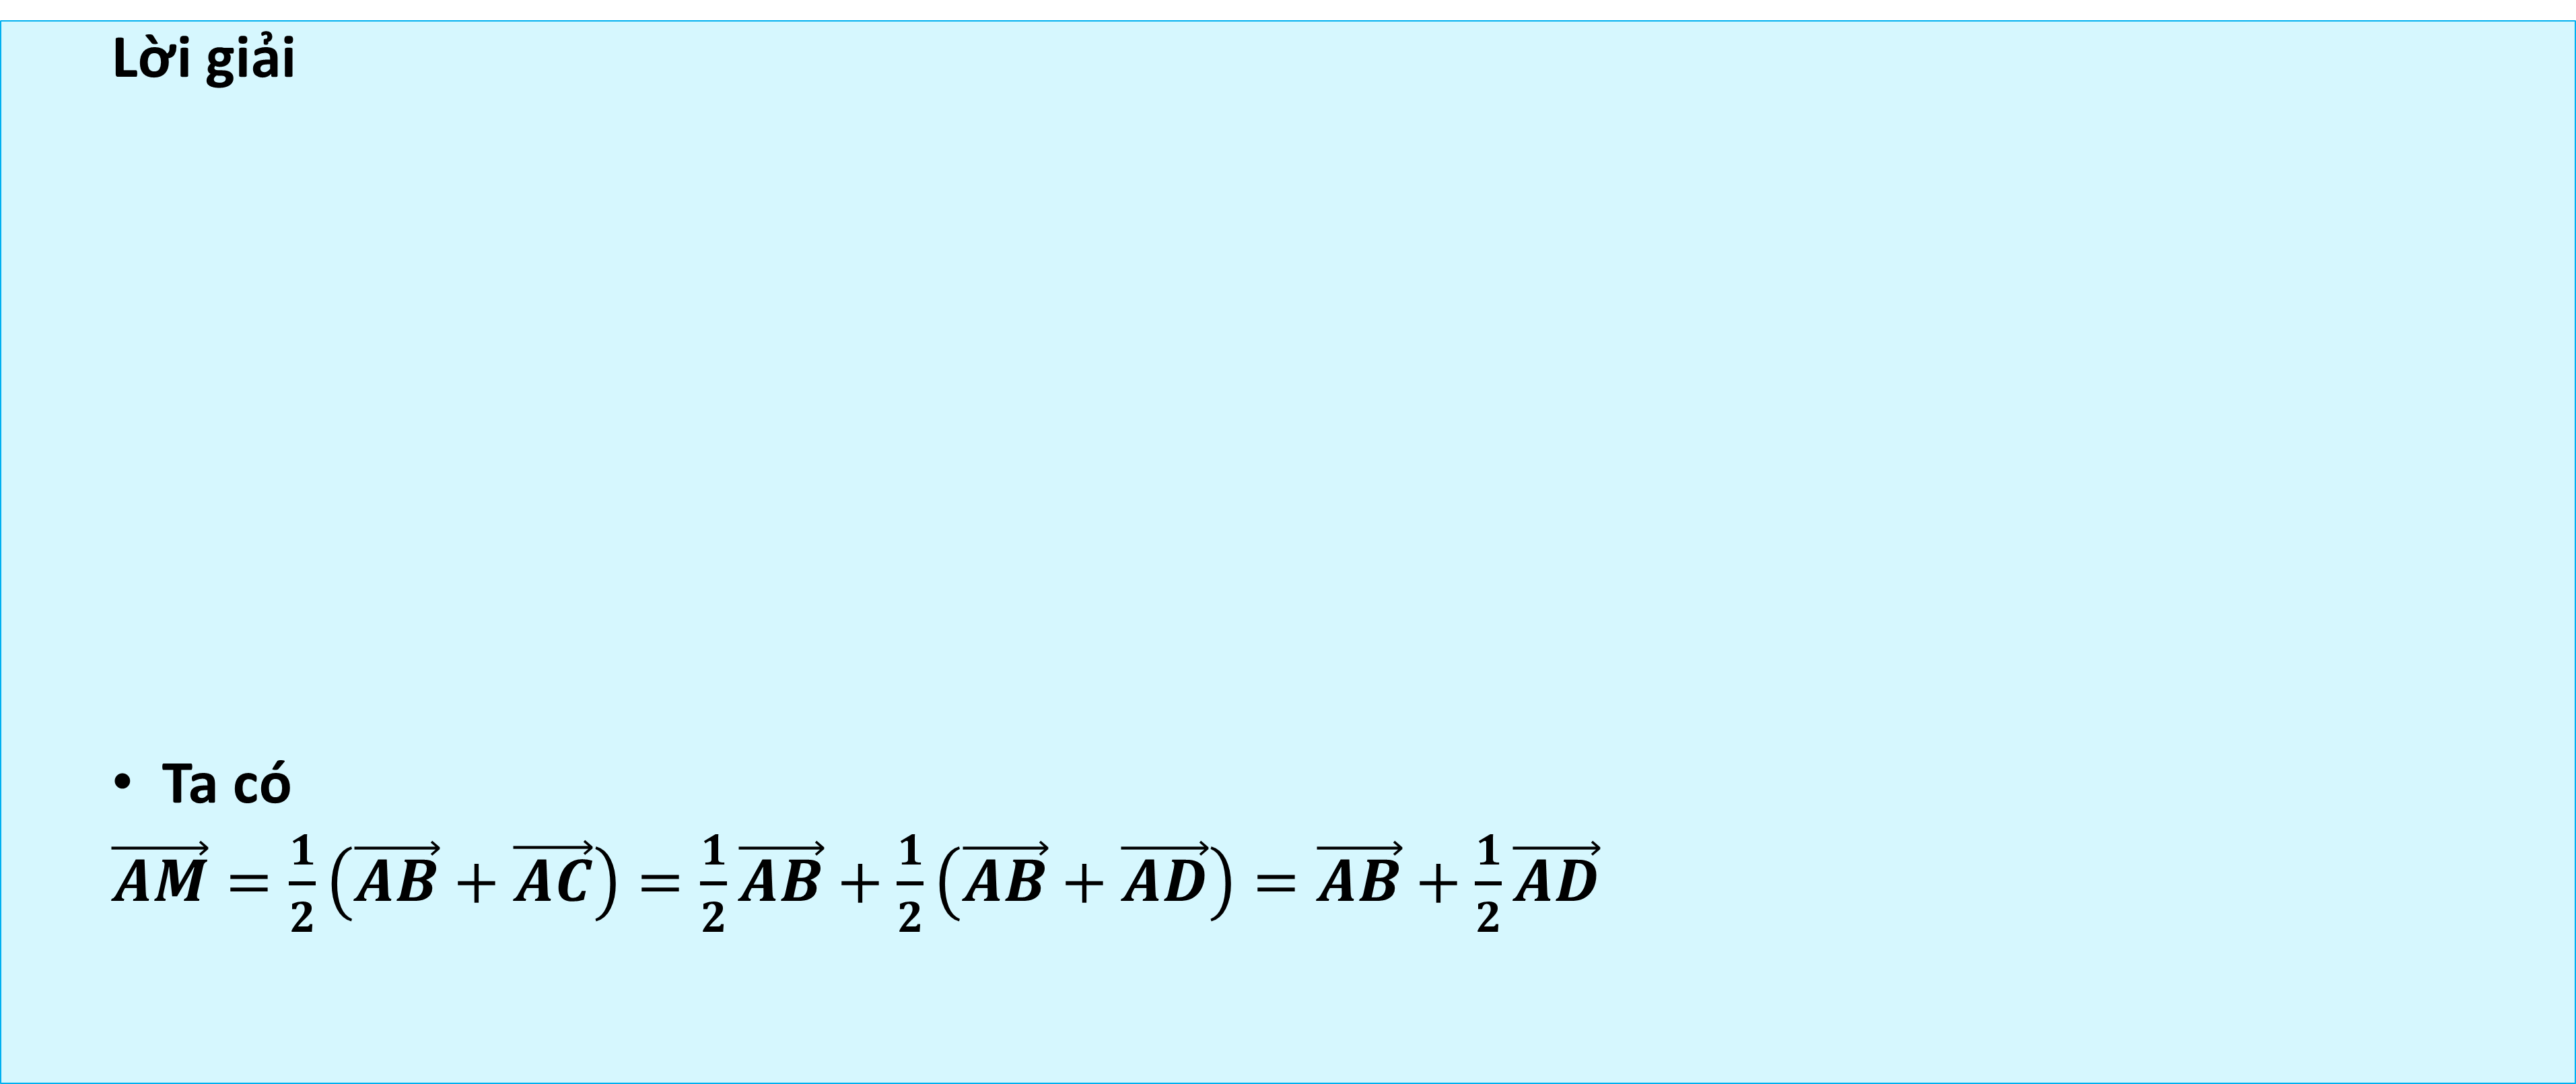 Lời giải
• Ta có
$\overrightarrow{AM} = \frac{1}{2}(\overrightarrow{AB} + \overrightarrow{AC}) = \frac{1}{2}\overrightarrow{AB} + \frac{1}{2}(\overrightarrow{AB} + \overrightarrow{AD}) = \overrightarrow{AB} + \frac{1}{2}\overrightarrow{AD}$